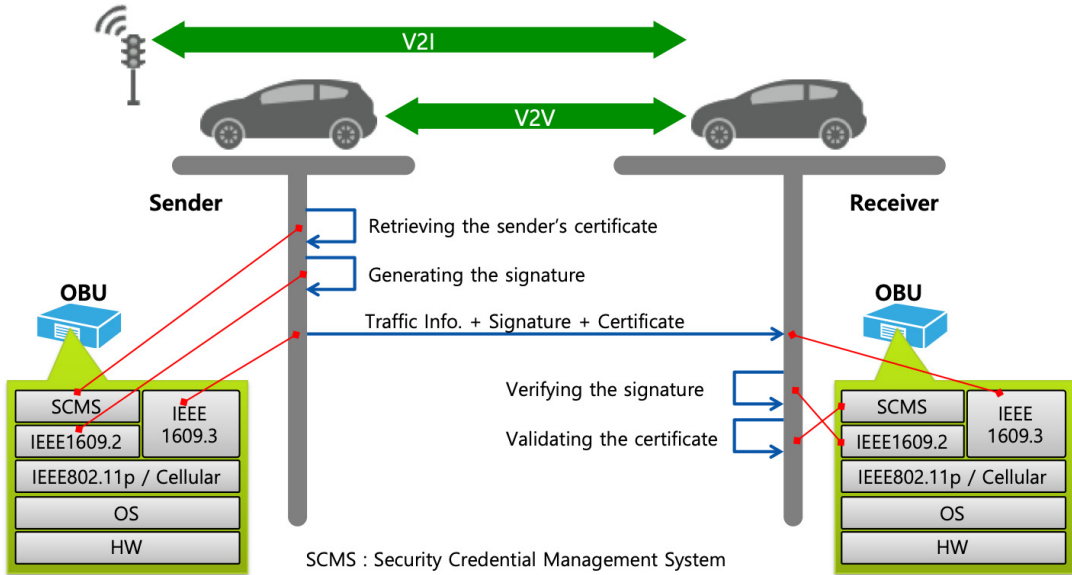 V2I
V2V
Sender
Receiver
Retrieving the sender's certificate
Generating the signature
OBU
OBU
Traffic Info. + Signature + Certificate
Verifying the signature
Validating the certificate
SCMS
IEEE
1609.3
IEEE1609.2
IEEE802.11p / Cellular
OS
HW
SCMS
IEEE
1609.3
IEEE1609.2
IEEE802.11p / Cellular
OS
HW
SCMS : Security Credential Management System